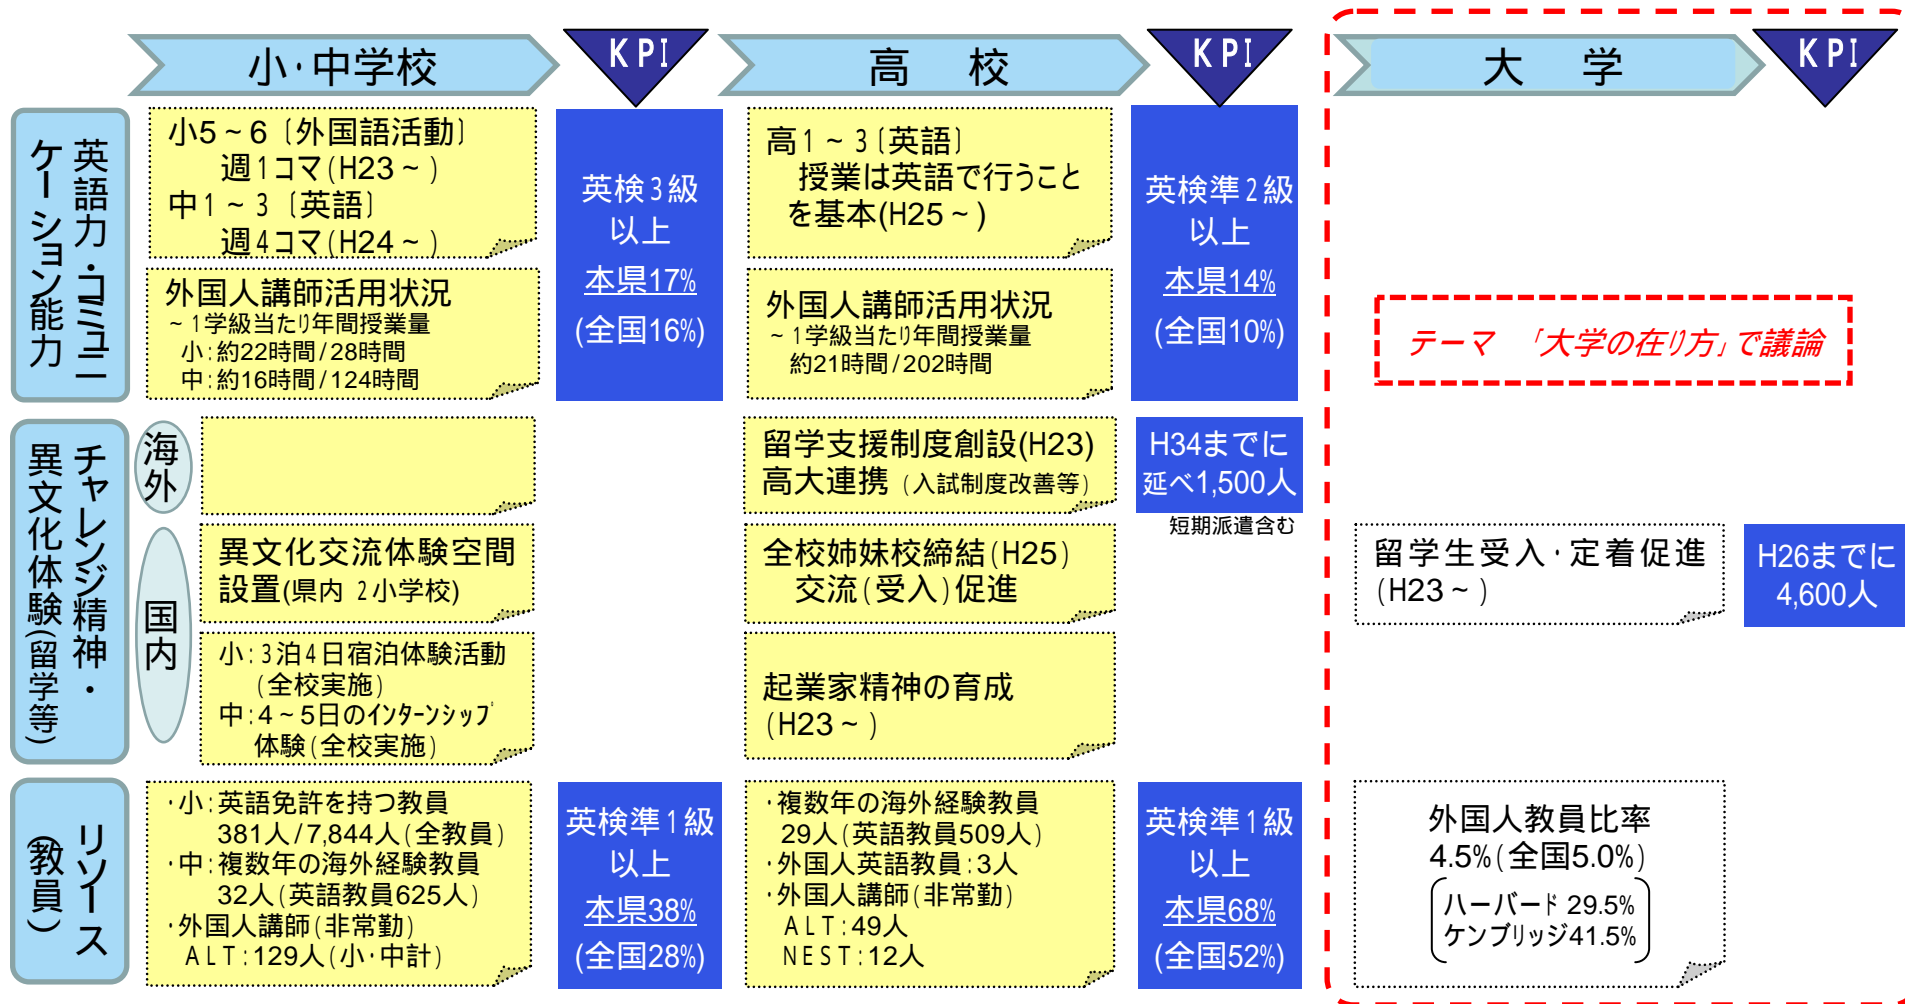 小・中学校
KPI
高　校
KPI
大　学
KPI
英語力・コミュニ
ケーション能力
小5～6〔外国語活動〕
週1コマ(H23～)
中1～3〔英語〕
週4コマ(H24～)
外国人講師活用状況
～1学級当たり年間授業量
小：約22時間/28時間
中：約16時間/124時間
英検3級
以上
本県17%
(全国16%)
高1～3〔英語〕
授業は英語で行うこと
を基本(H25～)
外国人講師活用状況
～1学級当たり年間授業量
約21時間/202時間
英検準2級
以上
本県14%
(全国10%)
テーマ　「大学の在り方」で議論
チャレンジ精神・
異文化体験(留学等)
海外
国内
留学支援制度創設(H23)
高大連携（入試制度改善等）
H34までに
延べ1,500人
短期派遣含む
異文化交流体験空間
設置(県内 2小学校)
全校姉妹校締結(H25)
交流(受入)促進
留学生受入・定着促進
(H23～)
H26までに
4,600人
小：3泊4日宿泊体験活動
(全校実施)
中：4～5日のインターンシップ
体験(全校実施)
起業家精神の育成
(H23～)
リソース
(教員)
・小：英語免許を持つ教員
381人/7,844人(全教員)
・中：複数年の海外経験教員
32人(英語教員625人)
・外国人講師(非常勤)
ALT：129人(小・中計)
英検準1級
以上
本県38%
(全国28%)
・複数年の海外経験教員
29人(英語教員509人)
・外国人英語教員：3人
・外国人講師(非常勤)
ALT：49人
NEST：12人
英検準1級
以上
本県68%
(全国52%)
外国人教員比率
4.5%(全国5.0%)
ハーバード 29.5%
ケンブリッジ41.5%